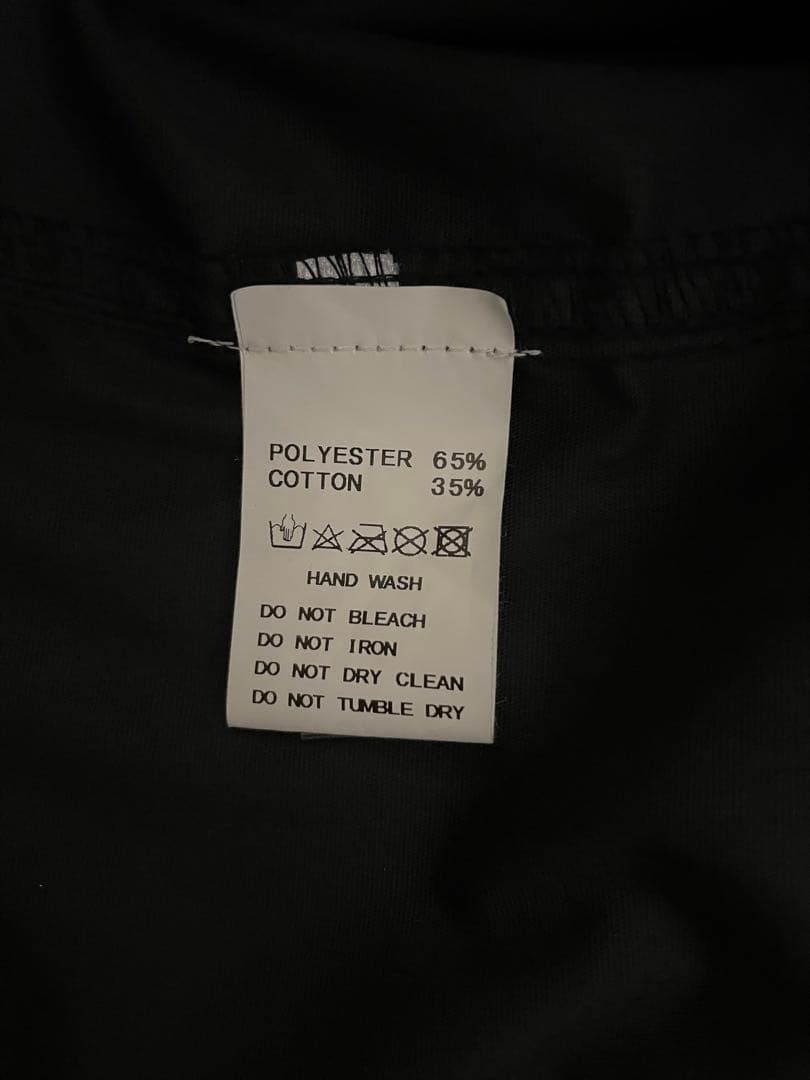 POLYESTER 65%
COTTON 35%
HAND WASH
DO NOT BLEACH
DO NOT IRON
DO NOT DRY CLEAN
DO NOT TUMBLE DRY